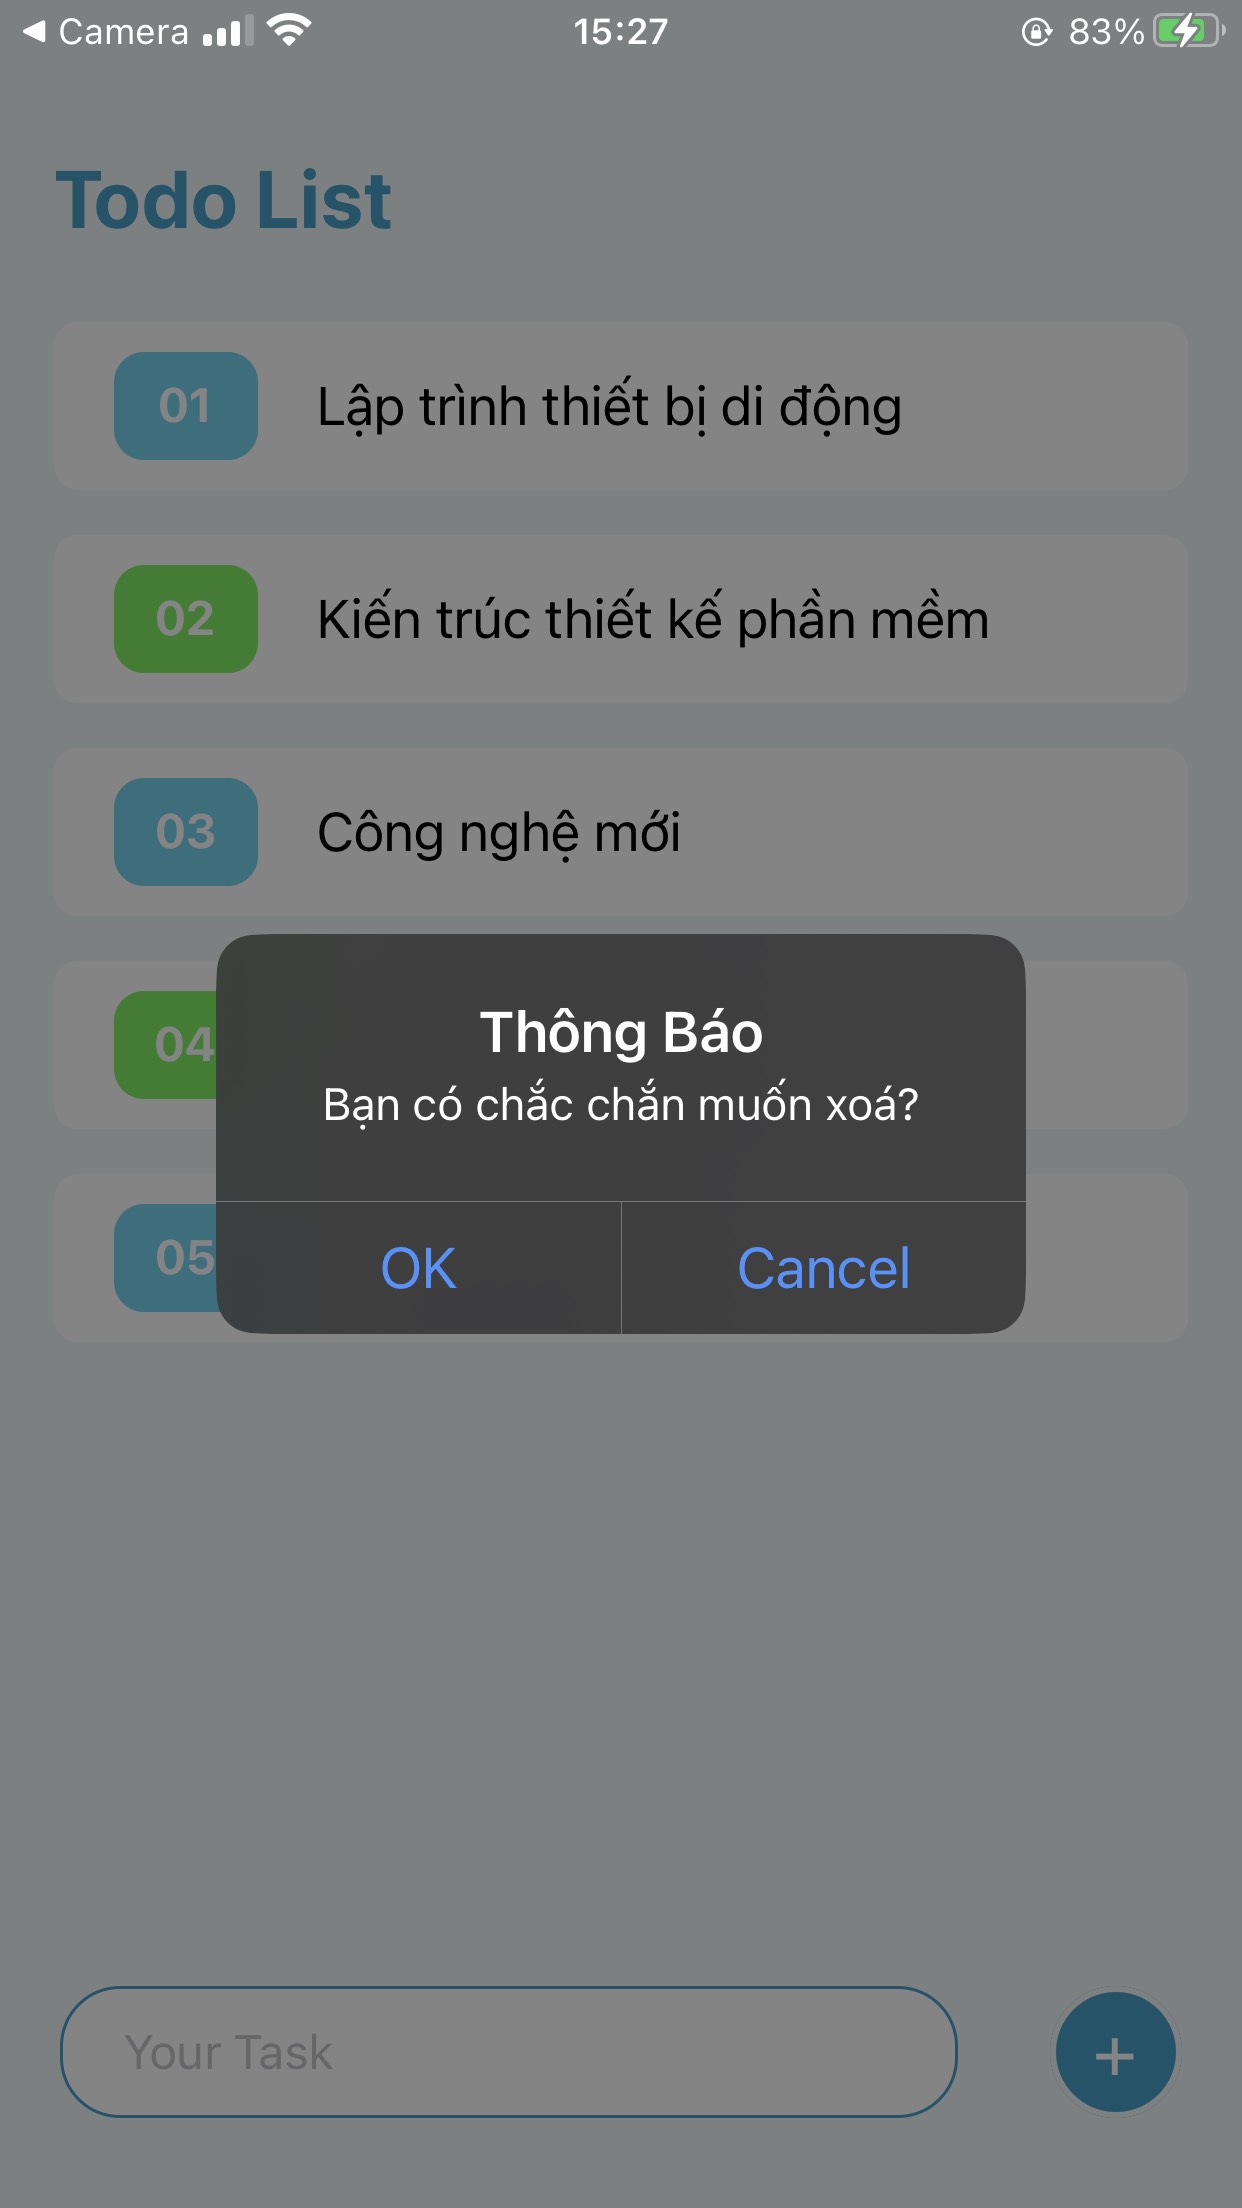 Camera
15:27
83%
Todo List
01
Lập trình thiết bị di động
02
Kiến trúc thiết kế phần mềm
03
Công nghệ mới
04
Thông Báo
Bạn có chắc chắn muốn xoá?
05
OK
Cancel
Your Task
+